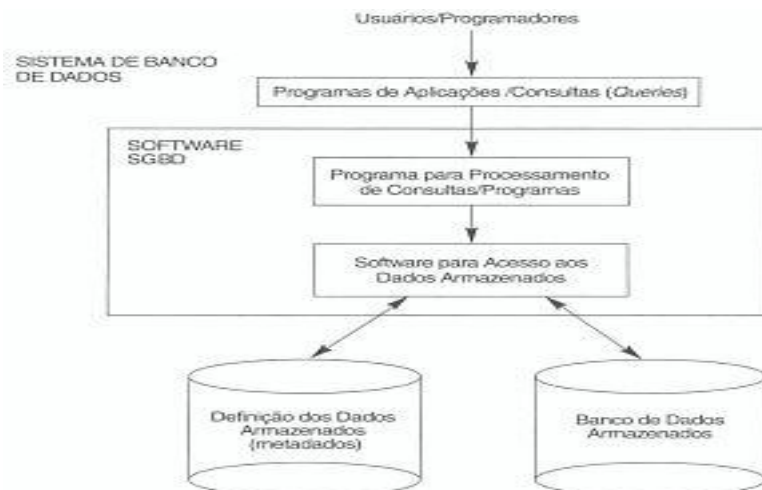 Usuários/Programadores
SISTEMA DE BANCO
DE DADOS
Programas de Aplicações /Consultas (Queries)
SOFTWARE
SGBD
Programa para Processamento
de Consultas/Programas
Software para Acesso aos
Dados Armazenados
Definição dos Dados
Armazenados
(metadados)
Banco de Dados
Armazenados